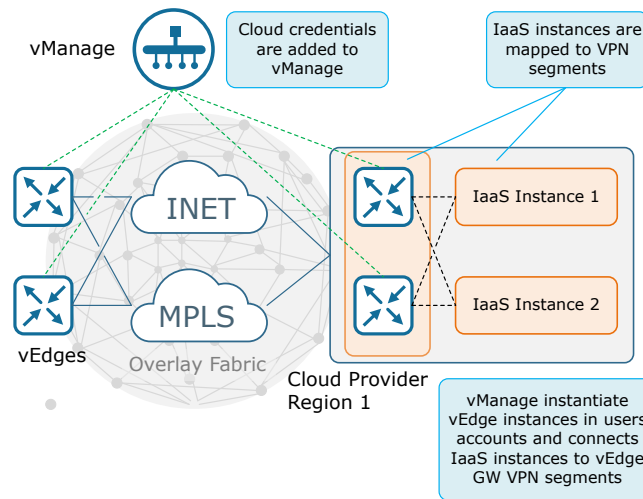 vManage
Cloud credentials
are added to
vManage
IaaS instances are
mapped to VPN
segments
INET
IaaS Instance 1
MPLS
IaaS Instance 2
vEdges
Overlay Fabric
Cloud Provider
Region 1
vManage instantiate
vEdge instances in users
accounts and connects
IaaS instances to vEdge
GW VPN segments